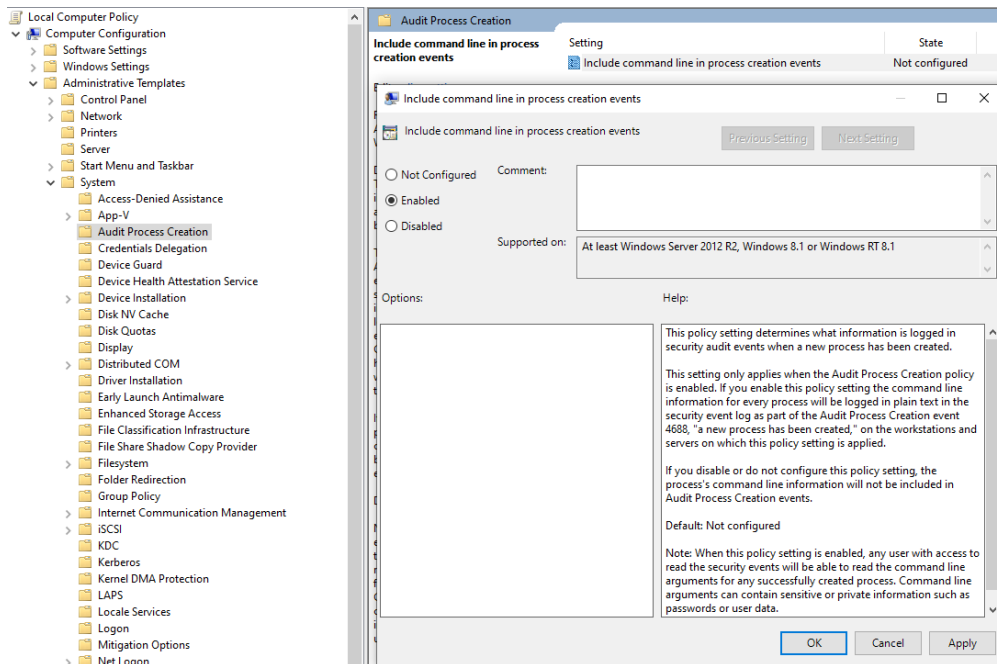 Local Computer Policy
Computer Configuration
Software Settings
Windows Settings
Administrative Templates
Control Panel
Network
Printers
Server
Start Menu and Taskbar
System
Access-Denied Assistance
App-V
Audit Process Creation
Credentials Delegation
Device Guard
Device Health Attestation Service
Device Installation
Disk NV Cache
Disk Quotas
Display
Distributed COM
Driver Installation
Early Launch Antimalware
Enhanced Storage Access
File Classification Infrastructure
File Share Shadow Copy Provider
Filesystem
Folder Redirection
Group Policy
Internet Communication Management
iSCSI
KDC
Kerberos
Kernel DMA Protection
LAPS
Locale Services
Logon
Mitigation Options
Net Logon
Audit Process Creation
Include command line in process
creation events
Setting
State
Include command line in process creation events
Not configured
Include command line in process creation events
Include command line in process creation events
Previous Setting
Next Setting
Not Configured
Enabled
Disabled
Comment:
Supported on:
At least Windows Server 2012 R2, Windows 8.1 or Windows RT 8.1
Options:
Help:
This policy setting determines what information is logged in
security audit events when a new process has been created.
This setting only applies when the Audit Process Creation policy
is enabled. If you enable this policy setting the command line
information for every process will be logged in plain text in the
security event log as part of the Audit Process Creation event
4688, "a new process has been created," on the workstations and
servers on which this policy setting is applied.
If you disable or do not configure this policy setting, the
process's command line information will not be included in
Audit Process Creation events.
Default: Not configured
Note: When this policy setting is enabled, any user with access to
read the security events will be able to read the command line
arguments for any successfully created process. Command line
arguments can contain sensitive or private information such as
passwords or user data.
OK
Cancel
Apply